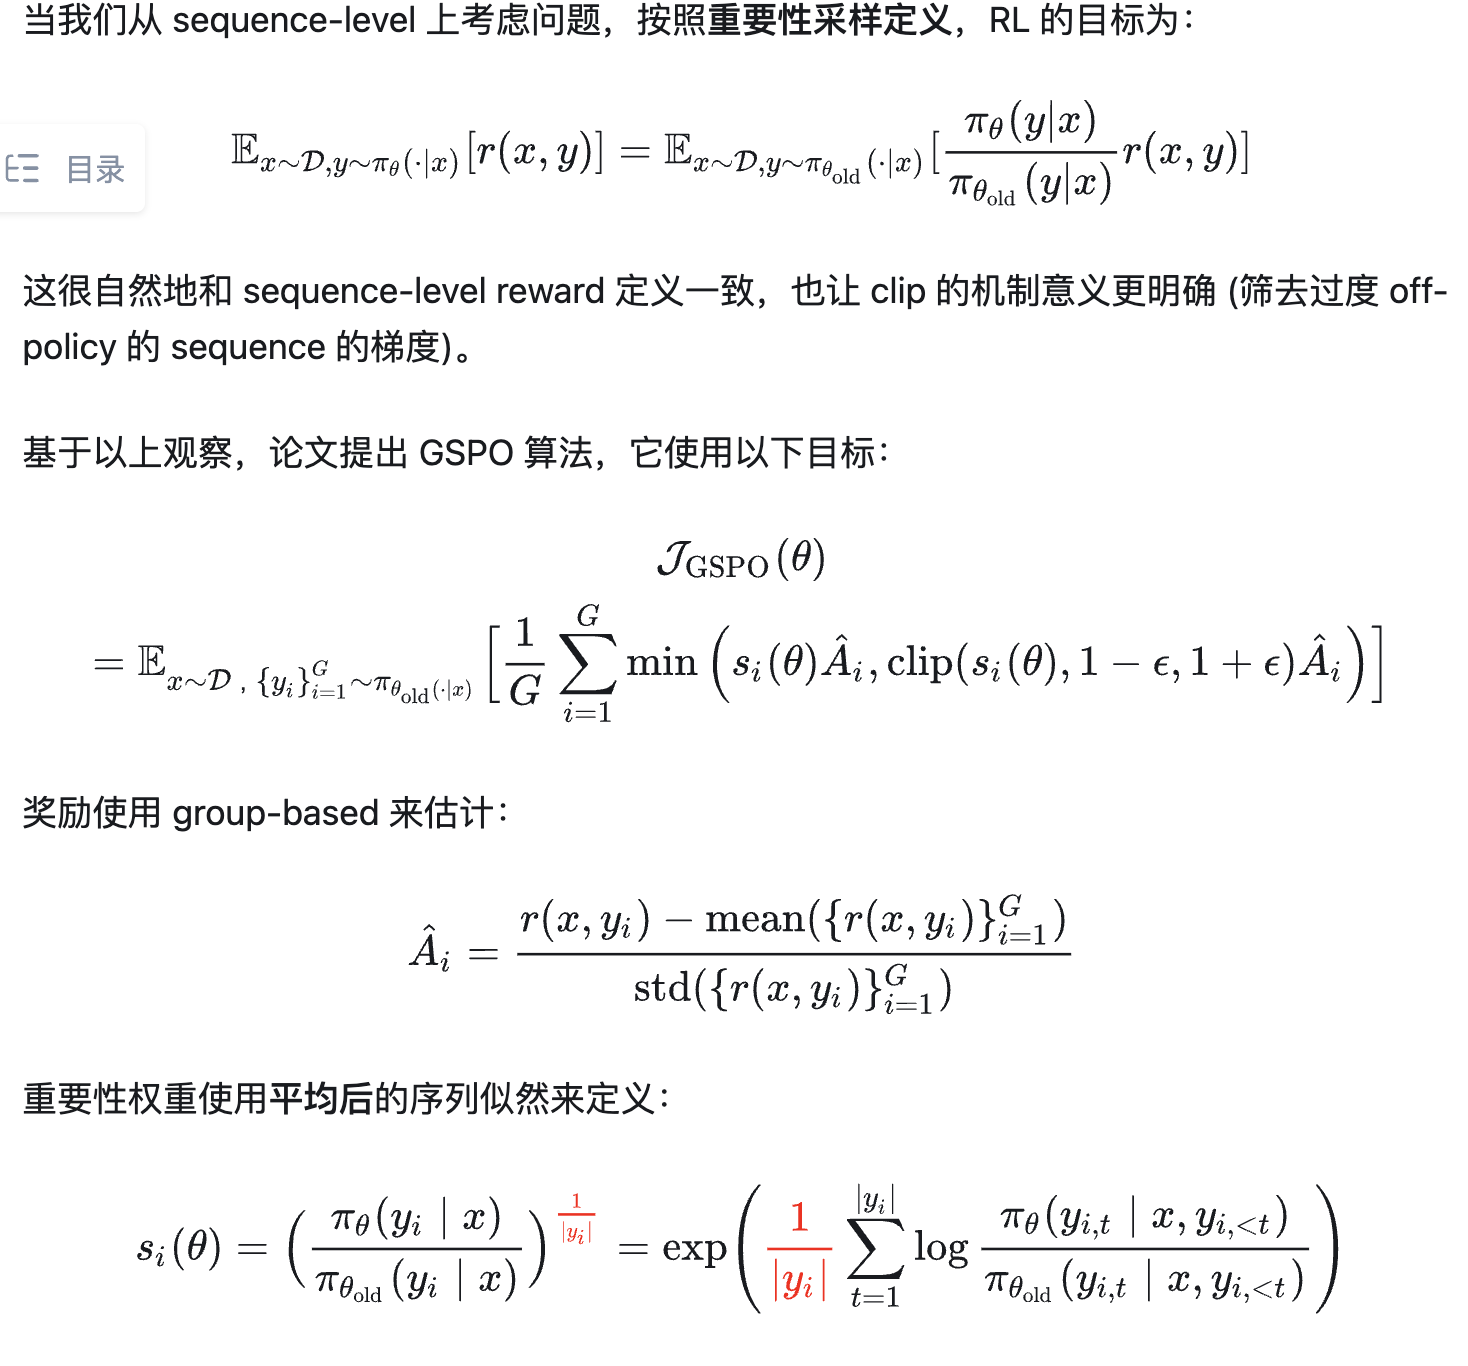 当我们从 sequence-level 上考虑问题，按照重要性采样定义，RL 的目标为：
$\mathbb{E}_{x\sim\mathcal{D},y\sim\pi_\theta(\cdot|x)}[r(x,y)] = \mathbb{E}_{x\sim\mathcal{D},y\sim\pi_{\theta_{\text{old}}}(\cdot|x)}[\frac{\pi_\theta(y|x)}{\pi_{\theta_{\text{old}}}(y|x)}r(x,y)]$
目录
这很自然地和 sequence-level reward 定义一致，也让 clip 的机制意义更明确 (筛去过度 off-
policy 的 sequence 的梯度)。
基于以上观察，论文提出 GSPO 算法，它使用以下目标：
$\mathcal{J}_{\text{GSPO}}(\theta)$
$= \mathbb{E}_{x\sim\mathcal{D},\{y_i\}_{i=1}^G\sim\pi_{\theta_{\text{old}}}(\cdot|x)}\left[\frac{1}{G}\sum_{i=1}^{G}\min\left(s_i(\theta)\hat{A}_i,\text{clip}(s_i(\theta),1-\epsilon,1+\epsilon)\hat{A}_i\right)\right]$
奖励使用 group-based 来估计：
$\hat{A}_i = \frac{r(x,y_i)-\text{mean}(\{r(x,y_i)\}_{i=1}^G)}{\text{std}(\{r(x,y_i)\}_{i=1}^G)}$
重要性权重使用平均后的序列似然来定义：
$s_i(\theta) = \left(\frac{\pi_\theta(y_i\mid x)}{\pi_{\theta_{\text{old}}}(y_i\mid x)}\right)^{\frac{1}{|y_i|}} = \exp\left(\frac{1}{|y_i|}\sum_{t=1}^{|y_i|}\log\frac{\pi_\theta(y_{i,t}\mid x,y_{i,<t})}{\pi_{\theta_{\text{old}}}(y_{i,t}\mid x,y_{i,<t})}\right)$